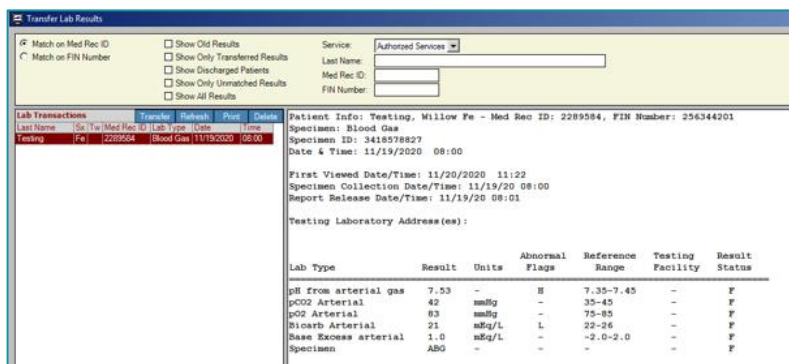 Transfer Lab Results
Match on Med Rec ID
Match on FIN Number
Show Old Results
Show Only Transferred Results
Show Discharged Patients
Show Only Unmatched Results
Show All Results
Service: Authorized Services
Last Name:
Med Rec ID:
FIN Number:
Lab Transactions Transfer Refresh Print Delete
Last Name Sx Tw Med Rec ID Lab Type Date Time
Testing Fe 2289584 Blood Gas 11/19/2020 08:00
Patient Info: Testing, Willow Fe - Med Rec ID: 2289584, FIN Number: 256344201
Specimen: Blood Gas
Specimen ID: 3418578827
Date & Time: 11/19/2020 08:00
First Viewed Date/Time: 11/20/2020 11:22
Specimen Collection Date/Time: 11/19/20 08:00
Report Release Date/Time: 11/19/20 08:01
Testing Laboratory Address(es):
Abnormal Reference Testing Result
Lab Type Result Units Flags Range Facility Status
pH from arterial gas 7.53 - H 7.35-7.45 - F
pCO2 Arterial 42 mmHg - 35-45 - F
pO2 Arterial 83 mmHg - 75-85 - F
Bicarb Arterial 21 mEq/L L 22-26 - F
Base Excess arterial 1.0 mEq/L - -2.0-2.0 - F
Specimen ABG - - - - F